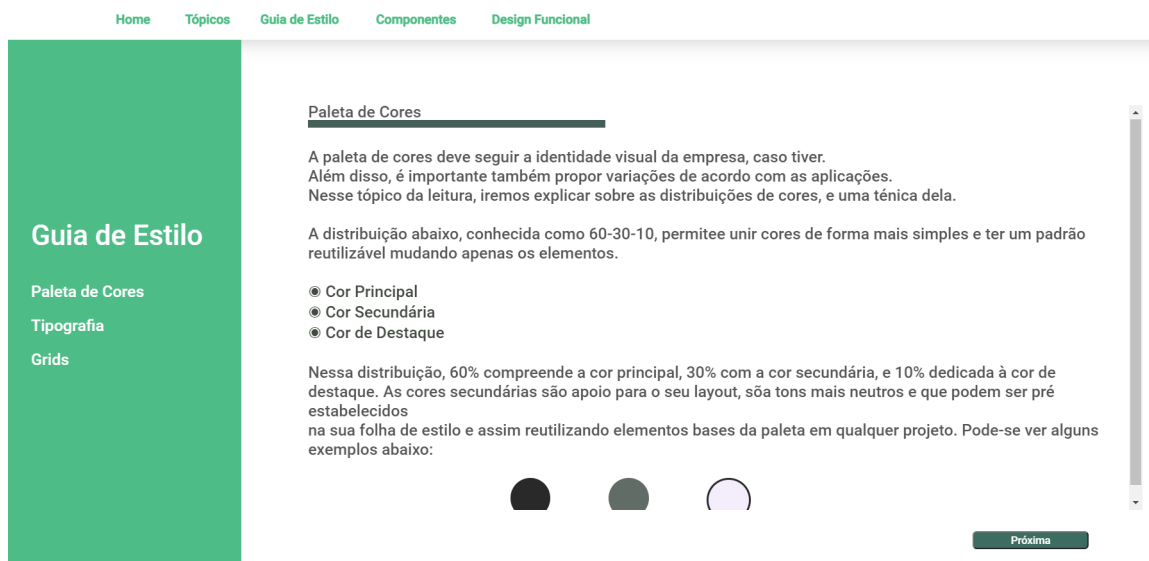 Home Tópicos Guia de Estilo Componentes Design Funcional
Guia de Estilo
Paleta de Cores
Tipografia
Grids
Paleta de Cores
A paleta de cores deve seguir a identidade visual da empresa, caso tiver.
Além disso, é importante também propor variações de acordo com as aplicações.
Nesse tópico da leitura, iremos explicar sobre as distribuições de cores, e uma ténica dela.
A distribuição abaixo, conhecida como 60-30-10, permitee unir cores de forma mais simples e ter um padrão
reutilizável mudando apenas os elementos.
◉ Cor Principal
◉ Cor Secundária
◉ Cor de Destaque
Nessa distribuição, 60% compreende a cor principal, 30% com a cor secundária, e 10% dedicada à cor de
destaque. As cores secundárias são apoio para o seu layout, sõa tons mais neutros e que podem ser pré
estabelecidos
na sua folha de estilo e assim reutilizando elementos bases da paleta em qualquer projeto. Pode-se ver alguns
exemplos abaixo:
Próxima